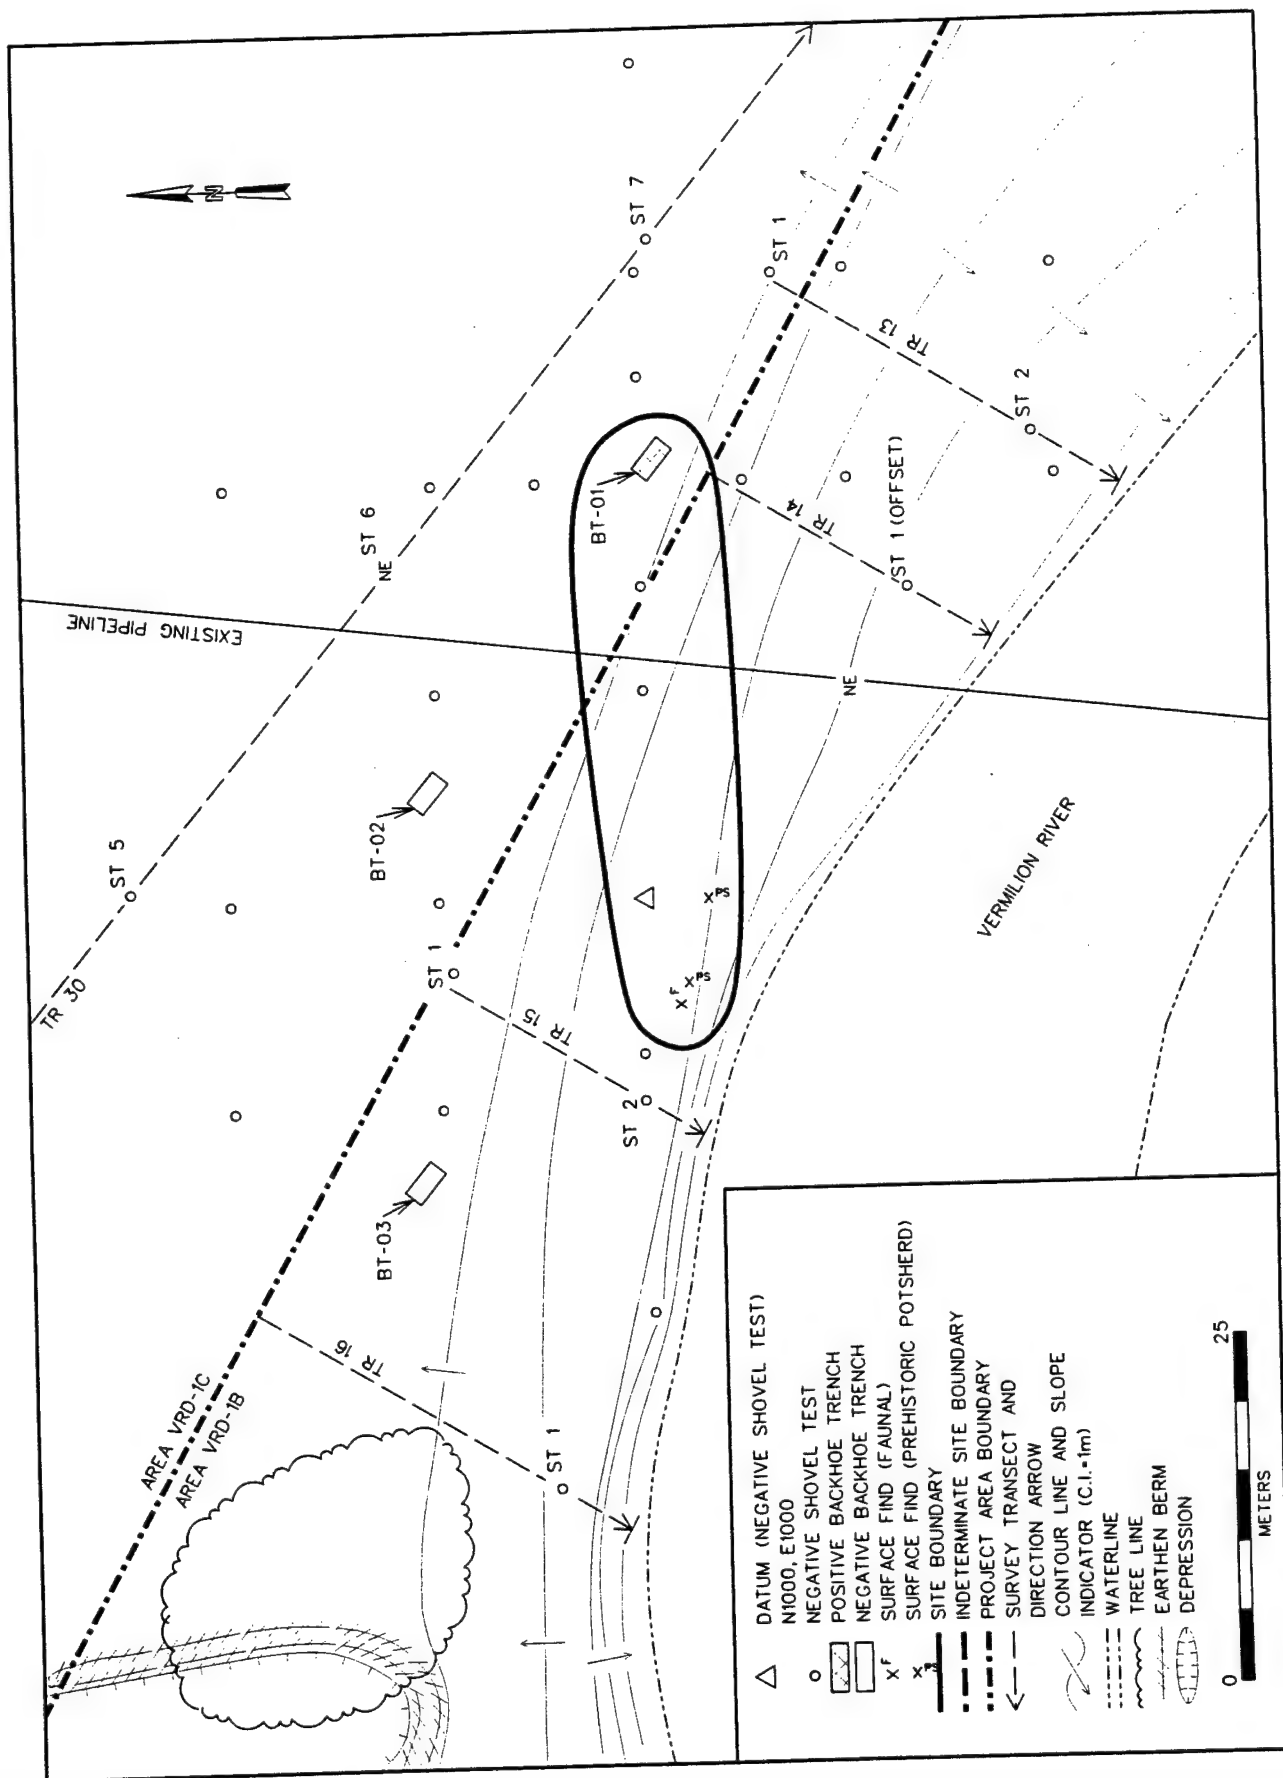 TR 30
ST 5
ST 6
NE
ST 7
EXISTING PIPELINE
N
BT-01
BT-02
BT-03
ST 1
TR 13
ST 2
TR 14
ST 1 (OFFSET)
NE
ST 1
TR 15
ST 2
TR 16
ST 1
F
PS
PS
AREA VRD-1C
AREA VRD-1B
VERMILION RIVER
DATUM (NEGATIVE SHOVEL TEST)
N1000, E1000
NEGATIVE SHOVEL TEST
POSITIVE BACKHOE TRENCH
NEGATIVE BACKHOE TRENCH
F SURFACE FIND (FAUNAL)
PS SURFACE FIND (PREHISTORIC POTSHERD)
SITE BOUNDARY
INDETERMINATE SITE BOUNDARY
PROJECT AREA BOUNDARY
SURVEY TRANSECT AND
DIRECTION ARROW
CONTOUR LINE AND SLOPE
INDICATOR (C.I.=1m)
WATERLINE
TREE LINE
EARTHEN BERM
DEPRESSION
0 25
METERS